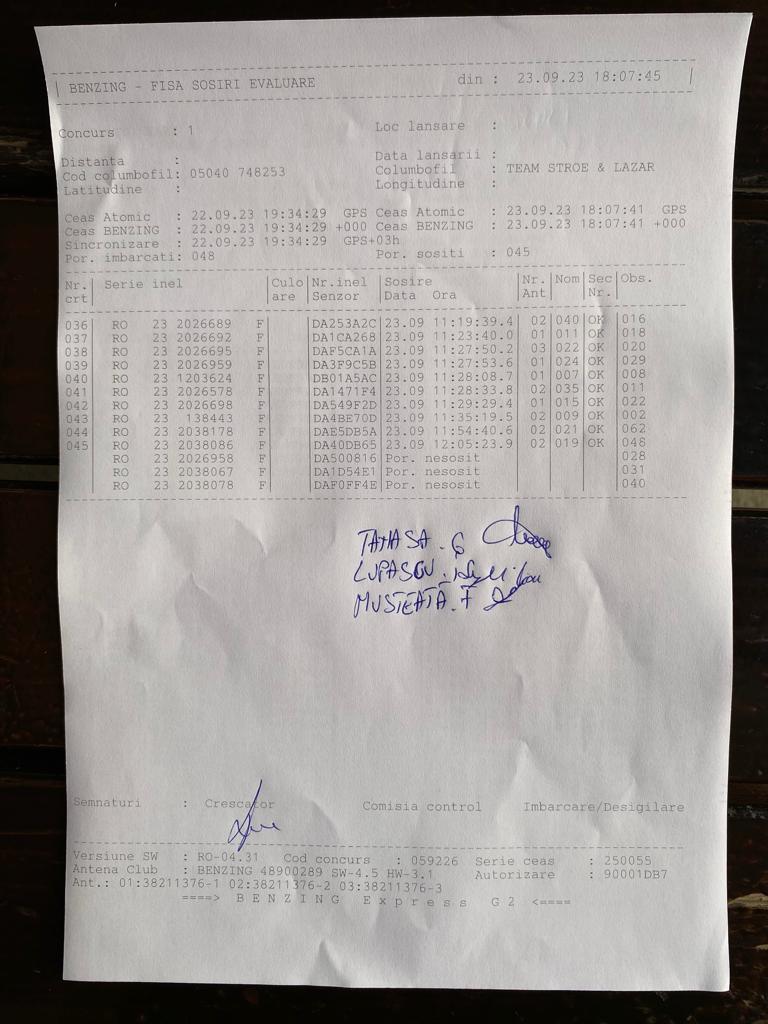 BENZING - FISA SOSIRI EVALUARE din : 23.09.23 18:07:45
Concurs : 1 Loc lansare :
Distanta : Data lansarii :
Cod columbofil: 05040 748253 Columbofil : TEAM STROE & LAZAR
Latitudine : Longitudine :
Ceas Atomic : 22.09.23 19:34:29 GPS Ceas Atomic : 23.09.23 18:07:41 GPS
Ceas BENZING : 22.09.23 19:34:29 +000 Ceas BENZING : 23.09.23 18:07:41 +000
Sincronizare : 22.09.23 19:34:29 GPS+03h
Por. imbarcati: 048 Por. sositi : 045
Nr. Serie inel Culo Nr.inel Sosire Nr. Nom Sec Obs.
crt are Senzor Data Ora Ant Nr.
036 RO 23 2026689 F DA253A2C 23.09 11:19:39.4 02 040 OK 016
037 RO 23 2026692 F DA1CA268 23.09 11:23:40.0 01 011 OK 018
038 RO 23 2026695 F DAF5CA1A 23.09 11:27:50.2 03 022 OK 020
039 RO 23 2026959 F DA3F9C5B 23.09 11:27:53.6 01 024 OK 029
040 RO 23 1203624 F DB01A5AC 23.09 11:28:08.7 01 007 OK 008
041 RO 23 2026578 F DA1471F4 23.09 11:28:33.8 02 035 OK 011
042 RO 23 2026698 F DA549F2D 23.09 11:29:29.4 01 015 OK 022
043 RO 23 138443 F DA4BE70D 23.09 11:35:19.5 02 009 OK 002
044 RO 23 2038178 F DAE5DB5A 23.09 11:54:40.6 02 021 OK 062
045 RO 23 2038086 F DA40DB65 23.09 12:05:23.9 02 019 OK 048
RO 23 2026958 F DA500816 Por. nesosit 028
RO 23 2038067 F DA1D54E1 Por. nesosit 031
RO 23 2038078 F DAF0FF4E Por. nesosit 040
TANASA . G
LUPASCU .
MUSTEATA . F
Semnaturi : Crescator Comisia control Imbarcare/Desigilare
Versiune SW : RO-04.31 Cod concurs : 059226 Serie ceas : 250055
Antena Club : BENZING 48900289 SW-4.5 HW-3.1 Autorizare : 90001DB7
Ant.: 01:38211376-1 02:38211376-2 03:38211376-3
====> B E N Z I N G E x p r e s s G 2 <====